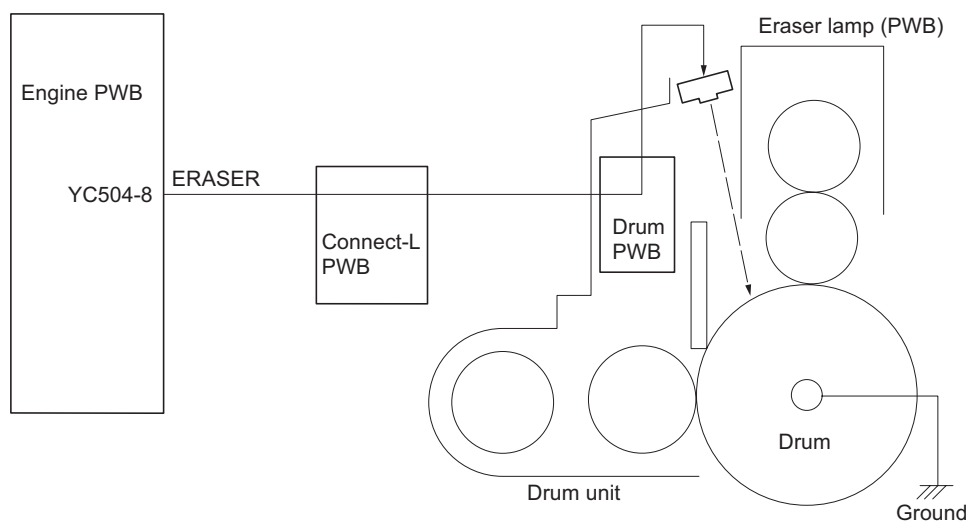 Eraser lamp (PWB)
Engine PWB
YC504-8
ERASER
Connect-L
PWB
Drum
PWB
Drum
Drum unit
Ground